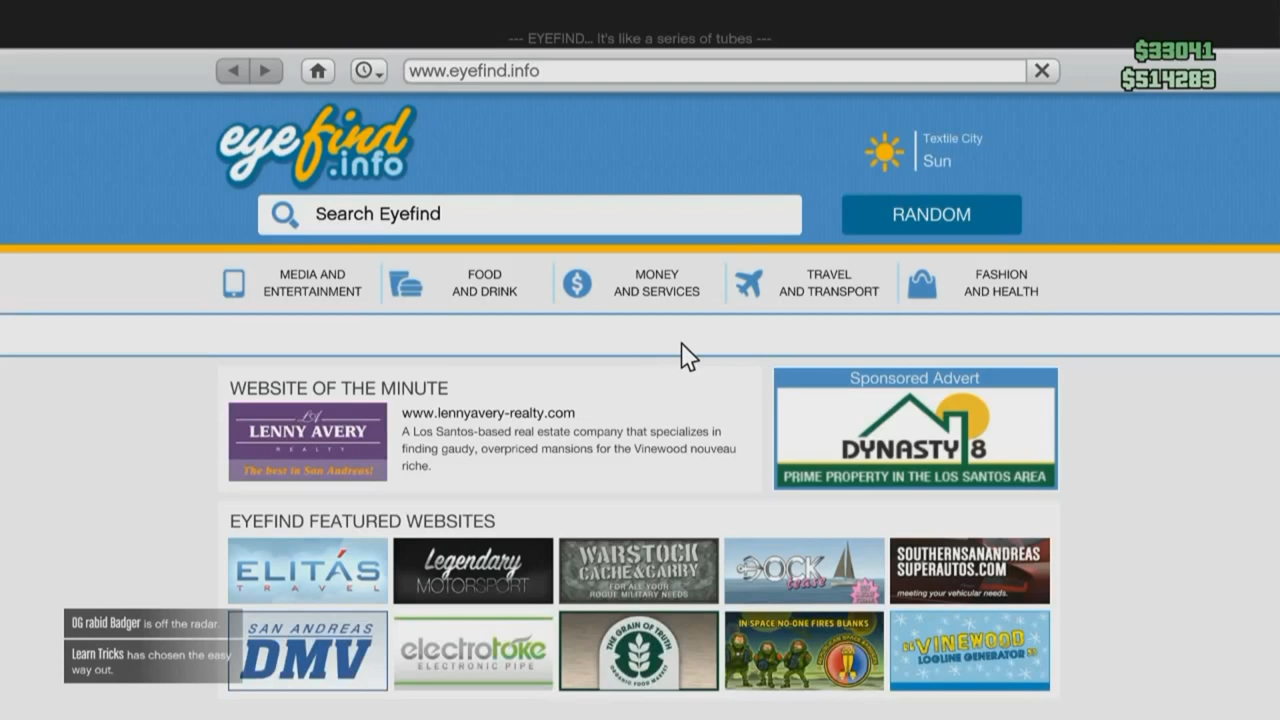 --- EYEFIND... It's like a series of tubes ---
$33041
$514283
www.eyefind.info
eyefind
.info
Textile City
Sun
Search Eyefind
RANDOM
MEDIA AND
ENTERTAINMENT
FOOD
AND DRINK
MONEY
AND SERVICES
TRAVEL
AND TRANSPORT
FASHION
AND HEALTH
WEBSITE OF THE MINUTE
LA
LENNY AVERY
REALTY
The best in San Andreas!
www.lennyavery-realty.com
A Los Santos-based real estate company that specializes in
finding gaudy, overpriced mansions for the Vinewood nouveau
riche.
Sponsored Advert
DYNASTY 8
PRIME PROPERTY IN THE LOS SANTOS AREA
EYEFIND FEATURED WEBSITES
ELITÁS
TRAVEL
Legendary
MOTORSPORT
WARSTOCK
CACHE & CARRY
FOR ALL YOUR
ROGUE MILITARY NEEDS
DOCK
tease
SOUTHERNSANANDREAS
SUPERAUTOS.COM
meeting your vehicular needs.
SAN ANDREAS
DMV
electrotoke
ELECTRONIC PIPE
THE GRAIN OF TRUTH
ORGANIC FOOD MARKET
IN SPACE NO-ONE FIRES BLANKS
VINEWOOD
LOGLINE GENERATOR
OG rabid Badger is off the radar.
Learn Tricks has chosen the easy
way out.